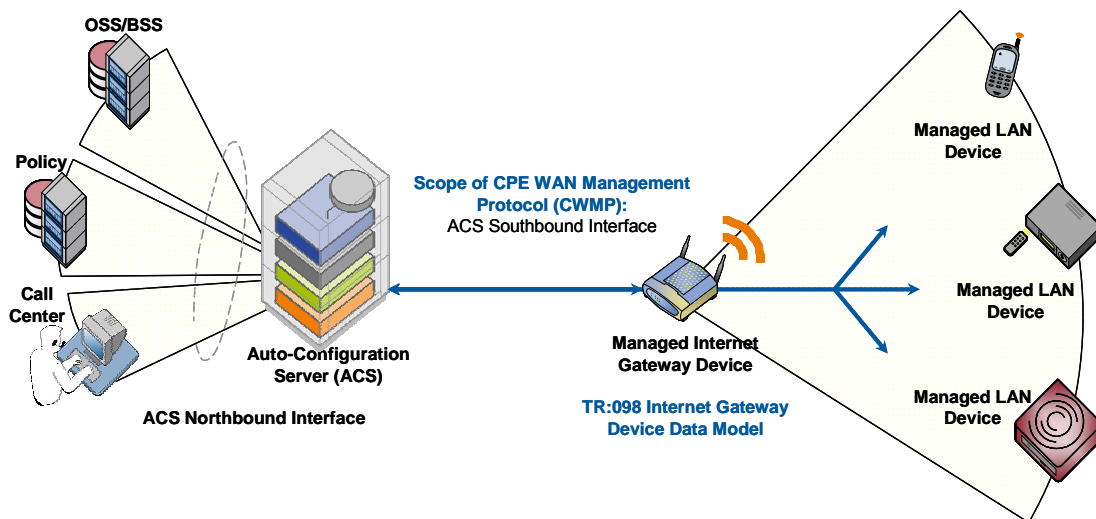 OSS/BSS
Policy
Call
Center
Auto-Configuration
Server (ACS)
ACS Northbound Interface
Scope of CPE WAN Management
Protocol (CWMP):
ACS Southbound Interface
Managed Internet
Gateway Device
TR:098 Internet Gateway
Device Data Model
Managed LAN
Device
Managed LAN
Device
Managed LAN
Device